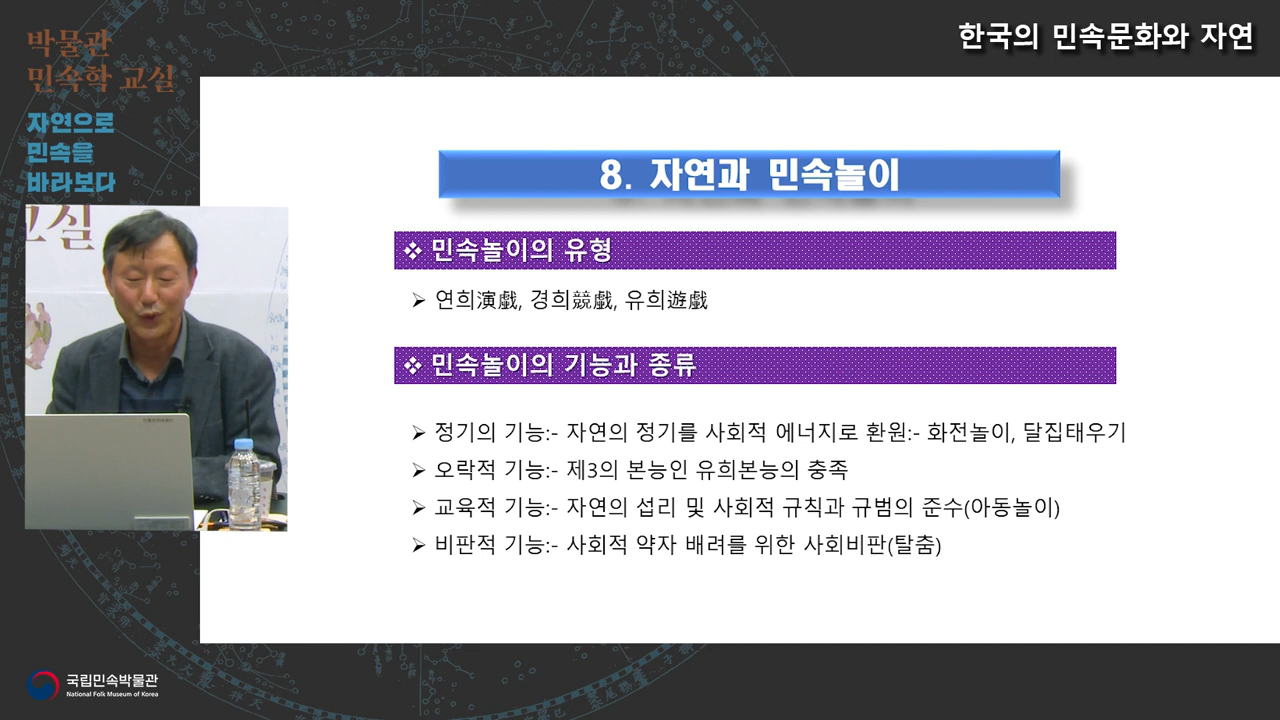 박물관
민속학 교실
자연으로
민속을
바라보다
교실
한국의 민속문화와 자연
8. 자연과 민속놀이
❖ 민속놀이의 유형
➢ 연희演戱, 경희競戱, 유희遊戱
❖ 민속놀이의 기능과 종류
➢ 정기의 기능:- 자연의 정기를 사회적 에너지로 환원:- 화전놀이, 달집태우기
➢ 오락적 기능:- 제3의 본능인 유희본능의 충족
➢ 교육적 기능:- 자연의 섭리 및 사회적 규칙과 규범의 준수(아동놀이)
➢ 비판적 기능:- 사회적 약자 배려를 위한 사회비판(탈춤)
국립민속박물관
National Folk Museum of Korea